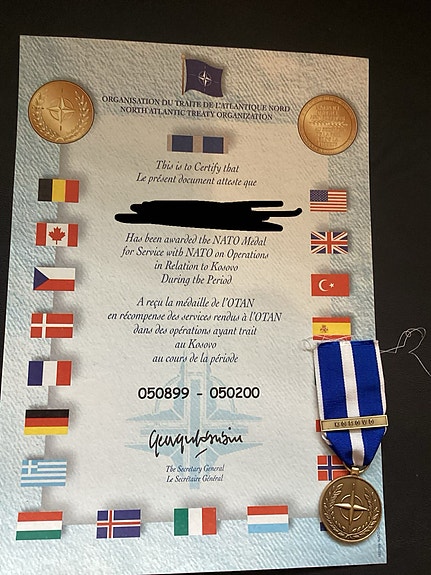 ORGANISATION DU TRAITE DE L'ATLANTIQUE NORD
NORTH ATLANTIC TREATY ORGANIZATION
This is to Certify that
Le présent document atteste que
Has been awarded the NATO Medal
for Service with NATO on Operations
in Relation to Kosovo
During the Period
A reçu la médaille de l'OTAN
en récompense des services rendus à l'OTAN
dans des opérations ayant trait
au Kosovo
au cours de la période
050899 - 050200
The Secretary General
Le Secrétaire Général